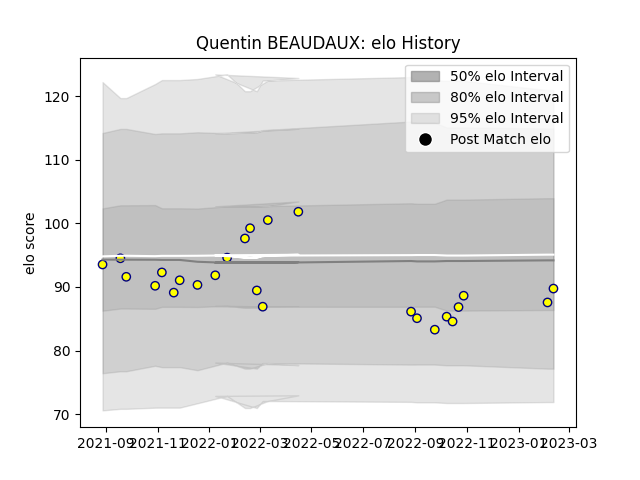 Quentin BEAUDAUX: elo History
50% elo Interval
80% elo Interval
95% elo Interval
Post Match elo
elo score
120
110
100
90
80
70
2021-09 2021-11 2022-01 2022-03 2022-05 2022-07 2022-09 2022-11 2023-01 2023-03